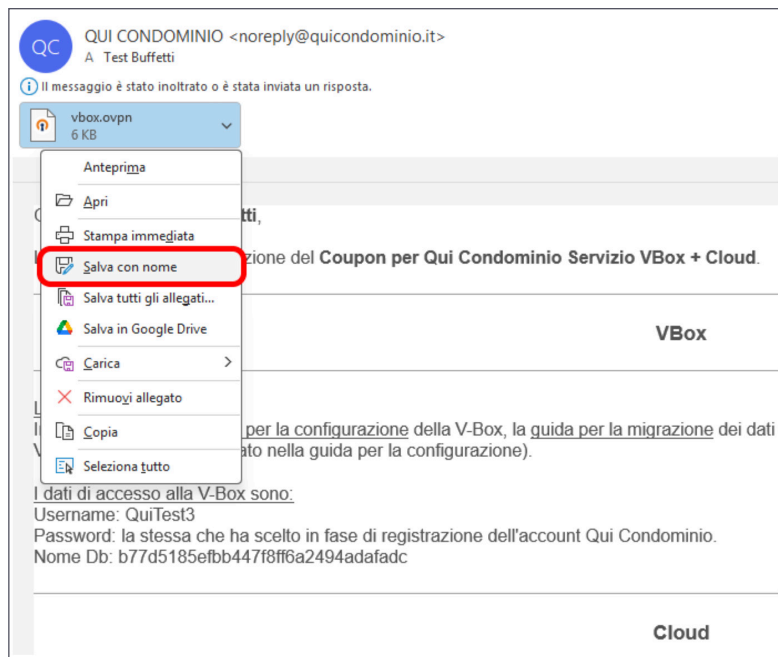 QC
QUI CONDOMINIO <noreply@quicondominio.it>
A Test Buffetti
Il messaggio è stato inoltrato o è stata inviata un risposta.
vbox.ovpn
6 KB
Anteprima
Apri
tti,
Stampa immediata
zione del Coupon per Qui Condominio Servizio VBox + Cloud.
Salva con nome
Salva tutti gli allegati...
Salva in Google Drive
VBox
Carica
Rimuovi allegato
per la configurazione della V-Box, la guida per la migrazione dei dati
Copia
ato nella guida per la configurazione).
Seleziona tutto
I dati di accesso alla V-Box sono:
Username: QuiTest3
Password: la stessa che ha scelto in fase di registrazione dell'account Qui Condominio.
Nome Db: b77d5185efbb447f8ff6a2494adafadc
Cloud